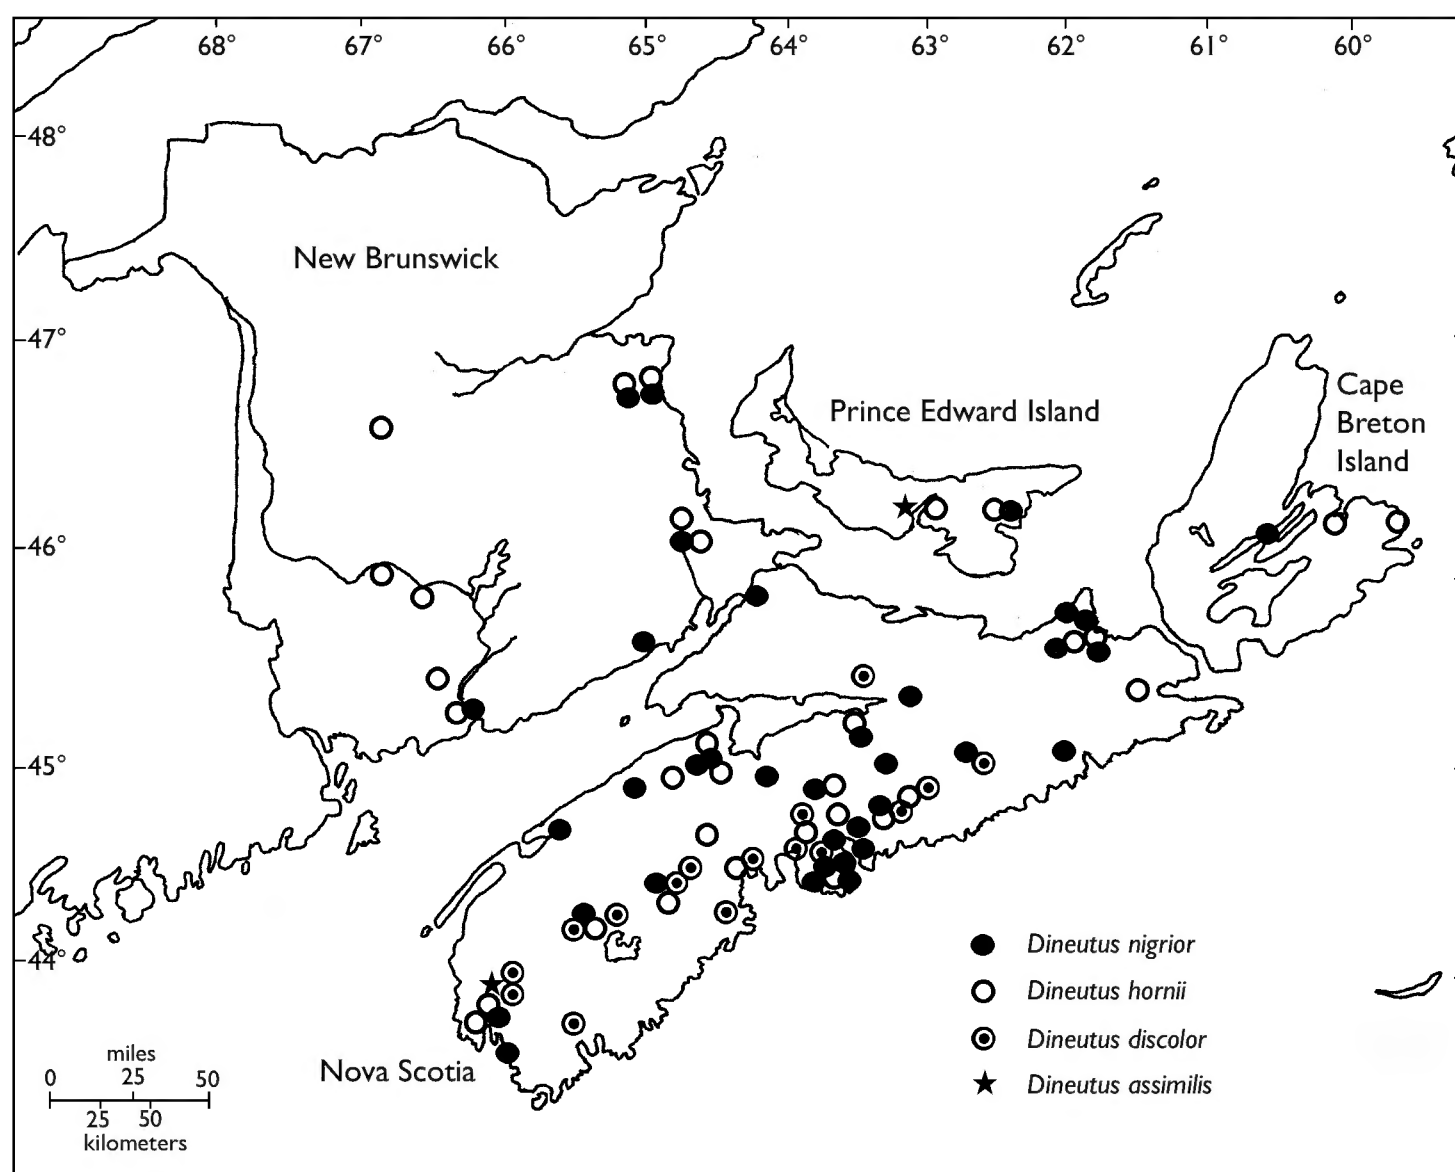 68° 67° 66° 65° 64° 63° 62° 61° 60°
48°
New Brunswick
47°
Cape
Breton
Island
Prince Edward Island
46°
45°
44°
Dineutus nigrior
Dineutus hornii
Dineutus discolor
Dineutus assimilis
Nova Scotia
miles
0 25 50
25 50
kilometers